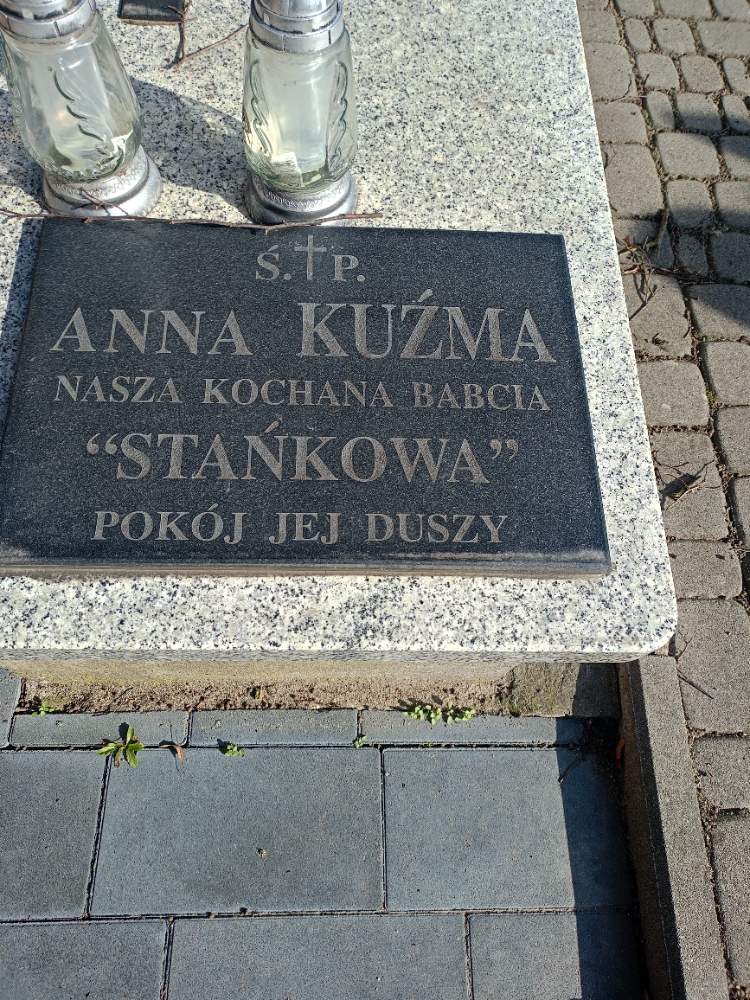 Ś.†P.
ANNA KUŹMA
NASZA KOCHANA BABCIA
“STAŃKOWA”
POKÓJ JEJ DUSZY